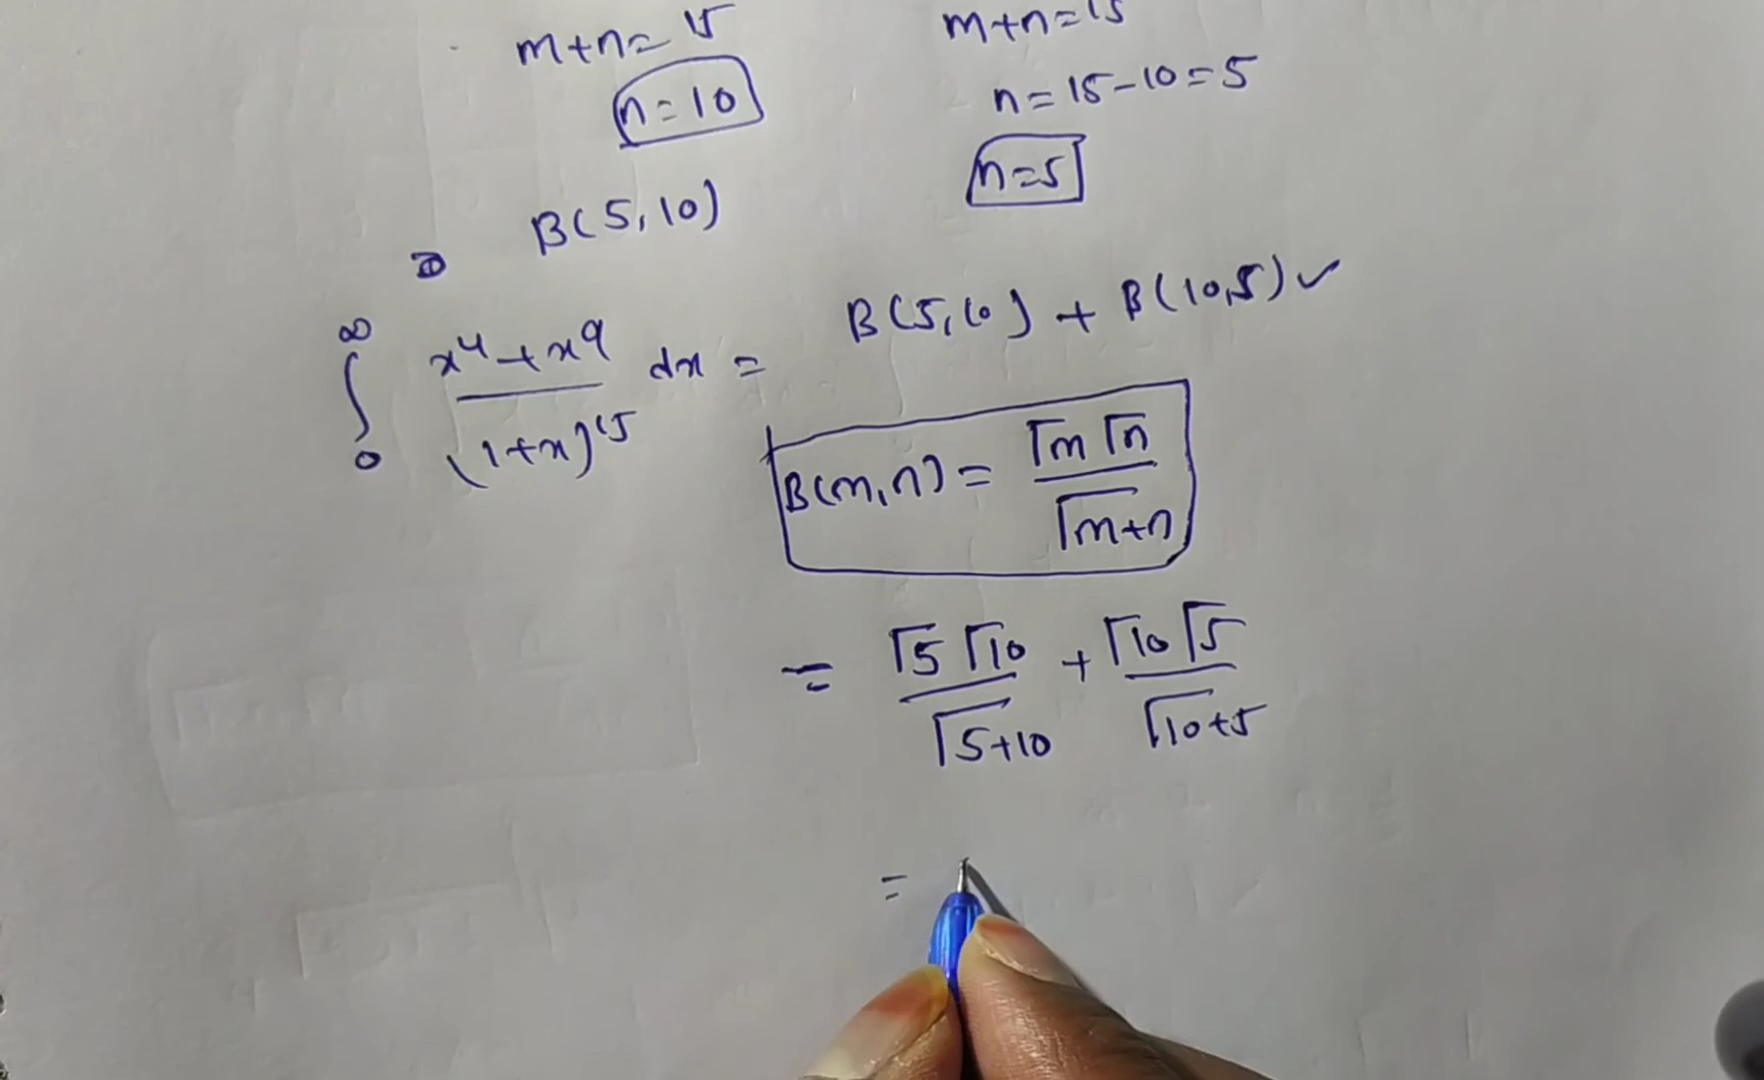 m+n=15
n=10
m+n=15
n=15-10=5
n=5
B(5,10)
∞ ∫ 0 x⁴+x⁹ / (1+x)¹⁵ dx = B(5,10) + B(10,5) ✓
B(m,n) = Γm Γn / Γm+n
= Γ5 Γ10 / Γ5+10 + Γ10 Γ5 / Γ10+5
=